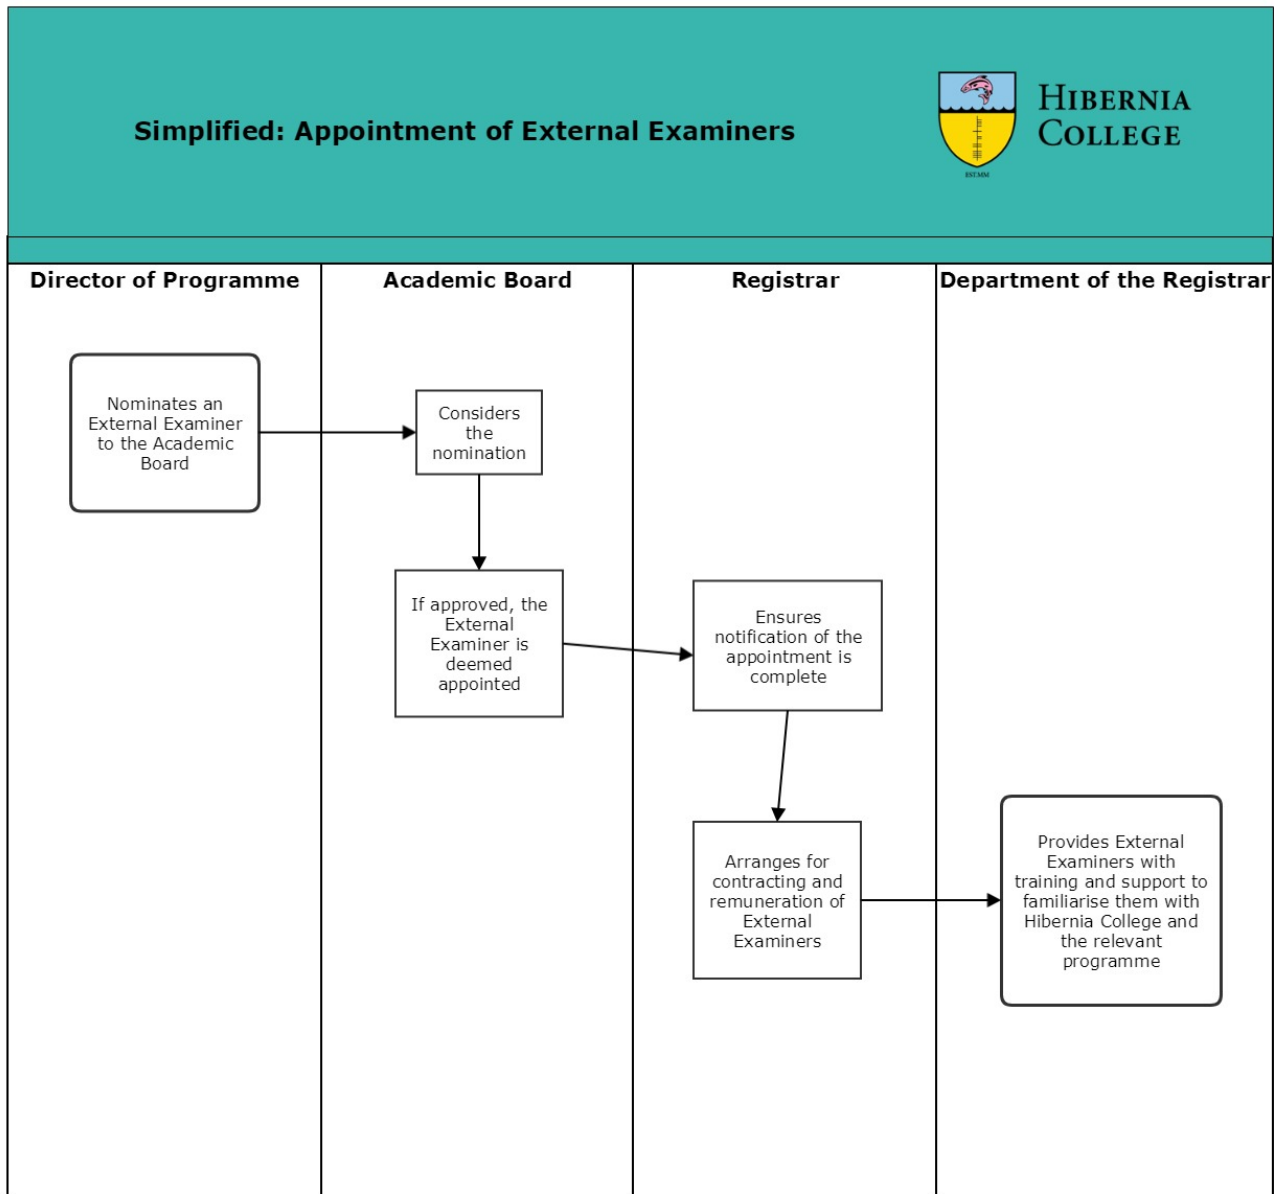 Simplified: Appointment of External Examiners
HIBERNIA
COLLEGE
EST.MM
Director of Programme
Academic Board
Registrar
Department of the Registrar
Nominates an
External Examiner
to the Academic
Board
Considers
the
nomination
If approved, the
External
Examiner is
deemed
appointed
Ensures
notification of the
appointment is
complete
Arranges for
contracting and
remuneration of
External
Examiners
Provides External
Examiners with
training and support to
familiarise them with
Hibernia College and
the relevant
programme